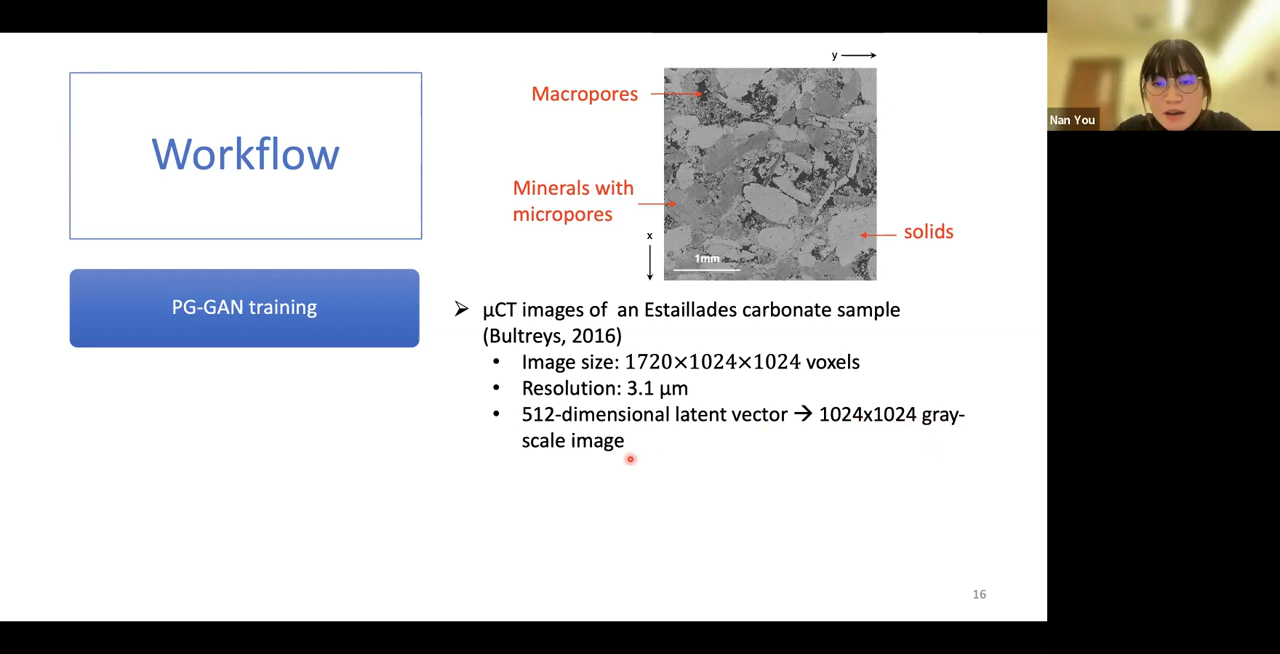 Workflow
PG-GAN training
y
Macropores
Minerals with
micropores
x
solids
1mm
➢ µCT images of an Estaillades carbonate sample
(Bultreys, 2016)
• Image size: 1720×1024×1024 voxels
• Resolution: 3.1 µm
• 512-dimensional latent vector → 1024x1024 gray-
scale image
16
Nan You